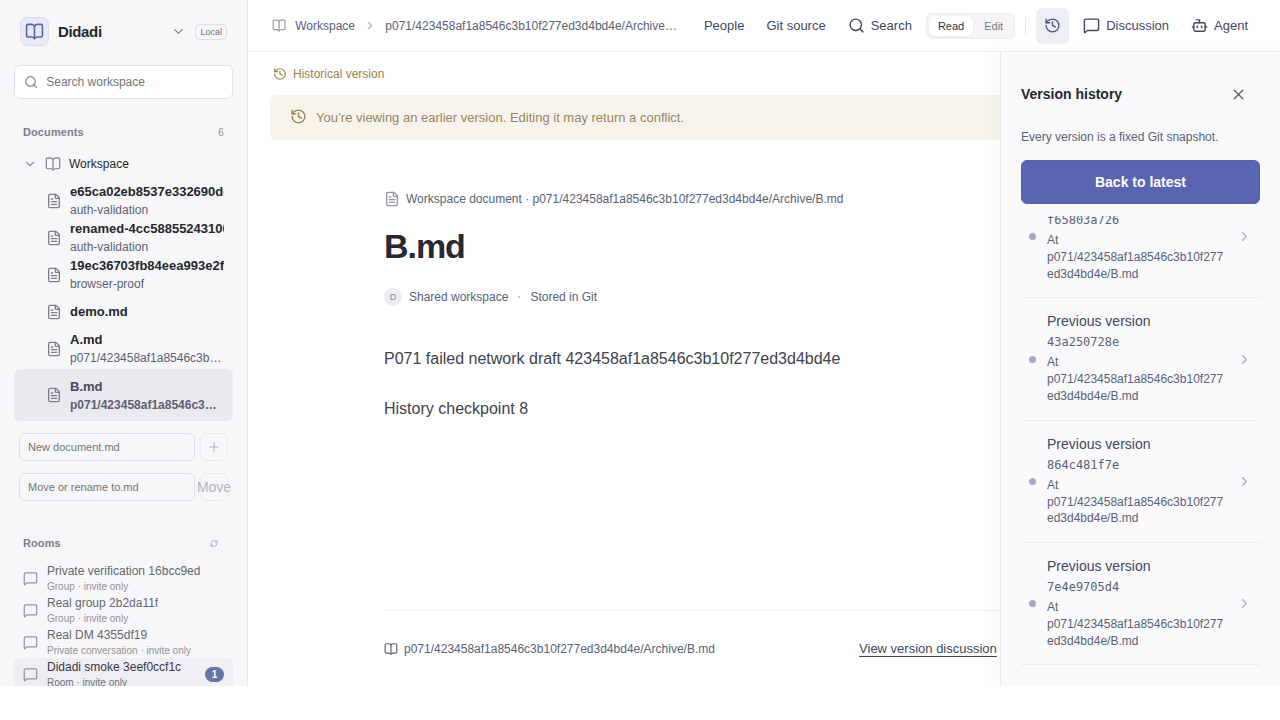 Didadi
Local
Search workspace
Documents 6
Workspace
e65ca02eb8537e332690d
auth-validation
renamed-4cc5885524310
auth-validation
19ec36703fb84eea993e2f
browser-proof
demo.md
A.md
p071/423458af1a8546c3b…
B.md
p071/423458af1a8546c3…
New document.md
Move or rename to.md
Move
Rooms
Private verification 16bcc9ed
Group · invite only
Real group 2b2da11f
Group · invite only
Real DM 4355df19
Private conversation · invite only
Didadi smoke 3eef0ccf1c
Room · invite only
1
Workspace
p071/423458af1a8546c3b10f277ed3d4bd4e/Archive…
People
Git source
Search
Read
Edit
Discussion
Agent
Historical version
You're viewing an earlier version. Editing it may return a conflict.
Workspace document · p071/423458af1a8546c3b10f277ed3d4bd4e/Archive/B.md
B.md
D Shared workspace · Stored in Git
P071 failed network draft 423458af1a8546c3b10f277ed3d4bd4e
History checkpoint 8
p071/423458af1a8546c3b10f277ed3d4bd4e/Archive/B.md
View version discussion
Version history
Every version is a fixed Git snapshot.
Back to latest
f65803a726
At
p071/423458af1a8546c3b10f277
ed3d4bd4e/B.md
Previous version
43a250728e
At
p071/423458af1a8546c3b10f277
ed3d4bd4e/B.md
Previous version
864c481f7e
At
p071/423458af1a8546c3b10f277
ed3d4bd4e/B.md
Previous version
7e4e9705d4
At
p071/423458af1a8546c3b10f277
ed3d4bd4e/B.md